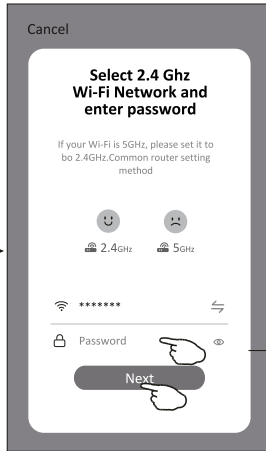 Cancel
Select 2.4 Ghz
Wi-Fi Network and
enter password
If your Wi-Fi is 5GHz, please set it to
bo 2.4GHz.Common router setting
method
2.4GHz 5GHz
*******
Password
Next